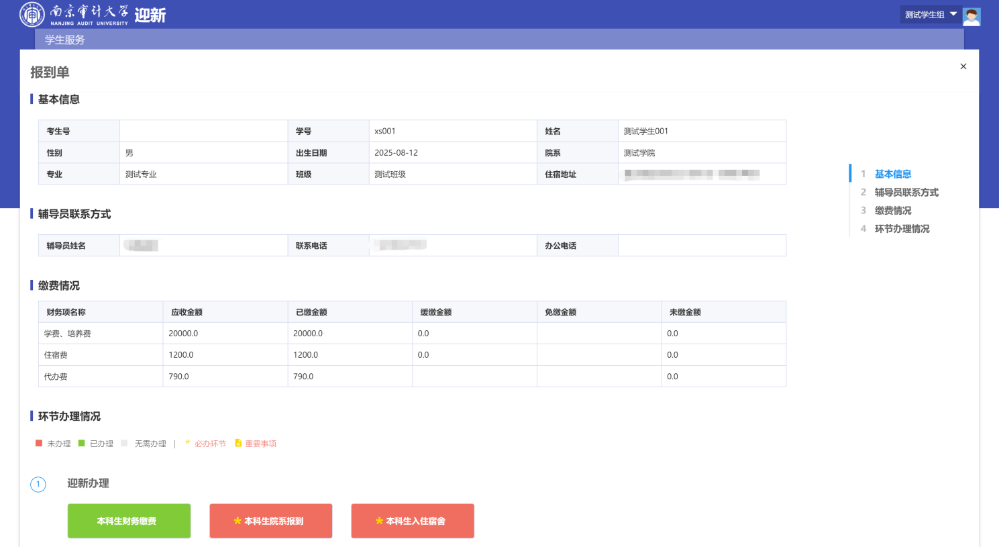 南京审计大学 迎新
NANJING AUDIT UNIVERSITY
测试学生组
学生服务
报到单
基本信息
考生号 学号 xs001 姓名 测试学生001
性别 男 出生日期 2025-08-12 院系 测试学院
专业 测试专业 班级 测试班级 住宿地址
1 基本信息
2 辅导员联系方式
3 缴费情况
4 环节办理情况
辅导员联系方式
辅导员姓名 联系电话 办公电话
缴费情况
财务项名称 应收金额 已缴金额 缓缴金额 免缴金额 未缴金额
学费、培养费 20000.0 20000.0 0.0 0.0
住宿费 1200.0 1200.0 0.0 0.0
代办费 790.0 790.0 0.0
环节办理情况
未办理 已办理 无需办理 | * 必办环节 重要事项
1 迎新办理
本科生财务缴费 * 本科生院系报到 * 本科生入住宿舍